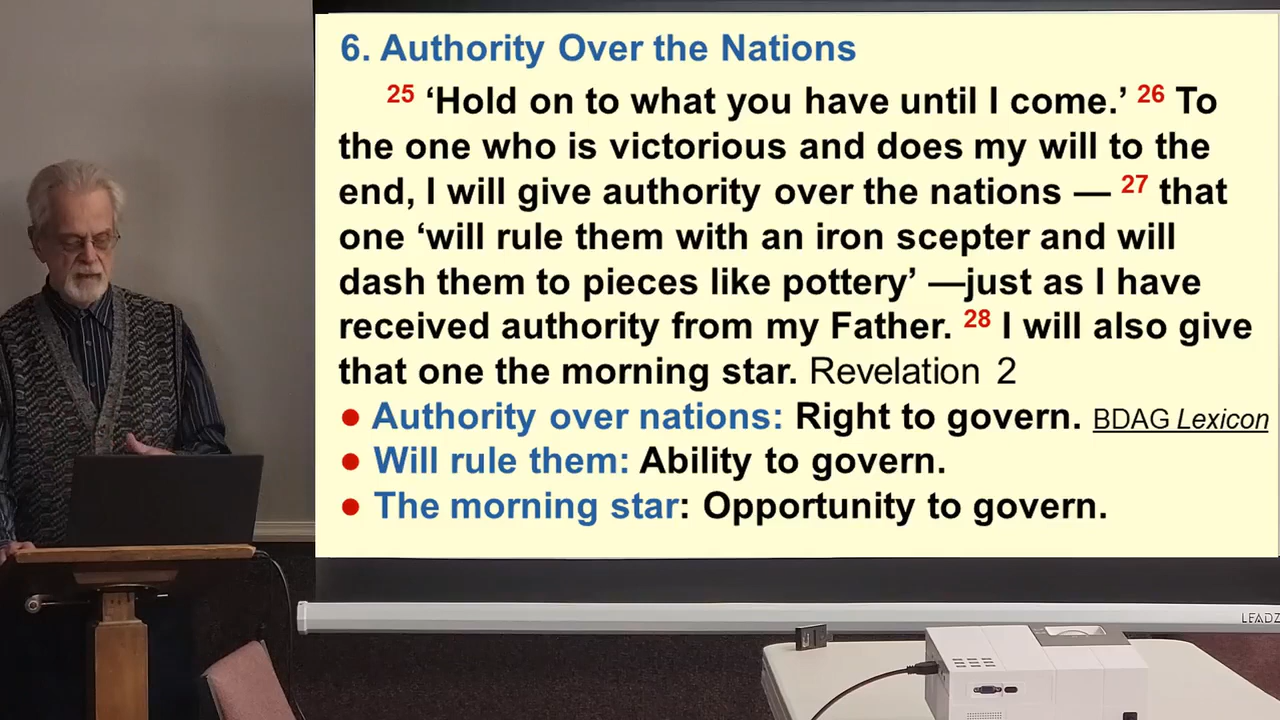 6. Authority Over the Nations
25 ‘Hold on to what you have until I come.’ 26 To
the one who is victorious and does my will to the
end, I will give authority over the nations — 27 that
one ‘will rule them with an iron scepter and will
dash them to pieces like pottery’ —just as I have
received authority from my Father. 28 I will also give
that one the morning star. Revelation 2
● Authority over nations: Right to govern. BDAG Lexicon
● Will rule them: Ability to govern.
● The morning star: Opportunity to govern.